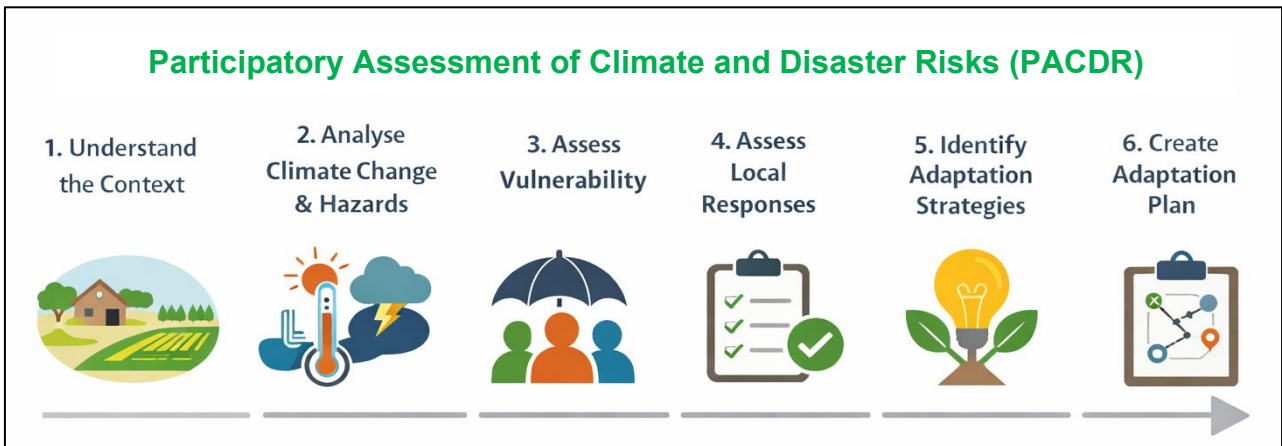 Participatory Assessment of Climate and Disaster Risks (PACDR)
1. Understand
the Context
2. Analyse
Climate Change
& Hazards
3. Assess
Vulnerability
4. Assess
Local
Responses
5. Identify
Adaptation
Strategies
6. Create
Adaptation
Plan